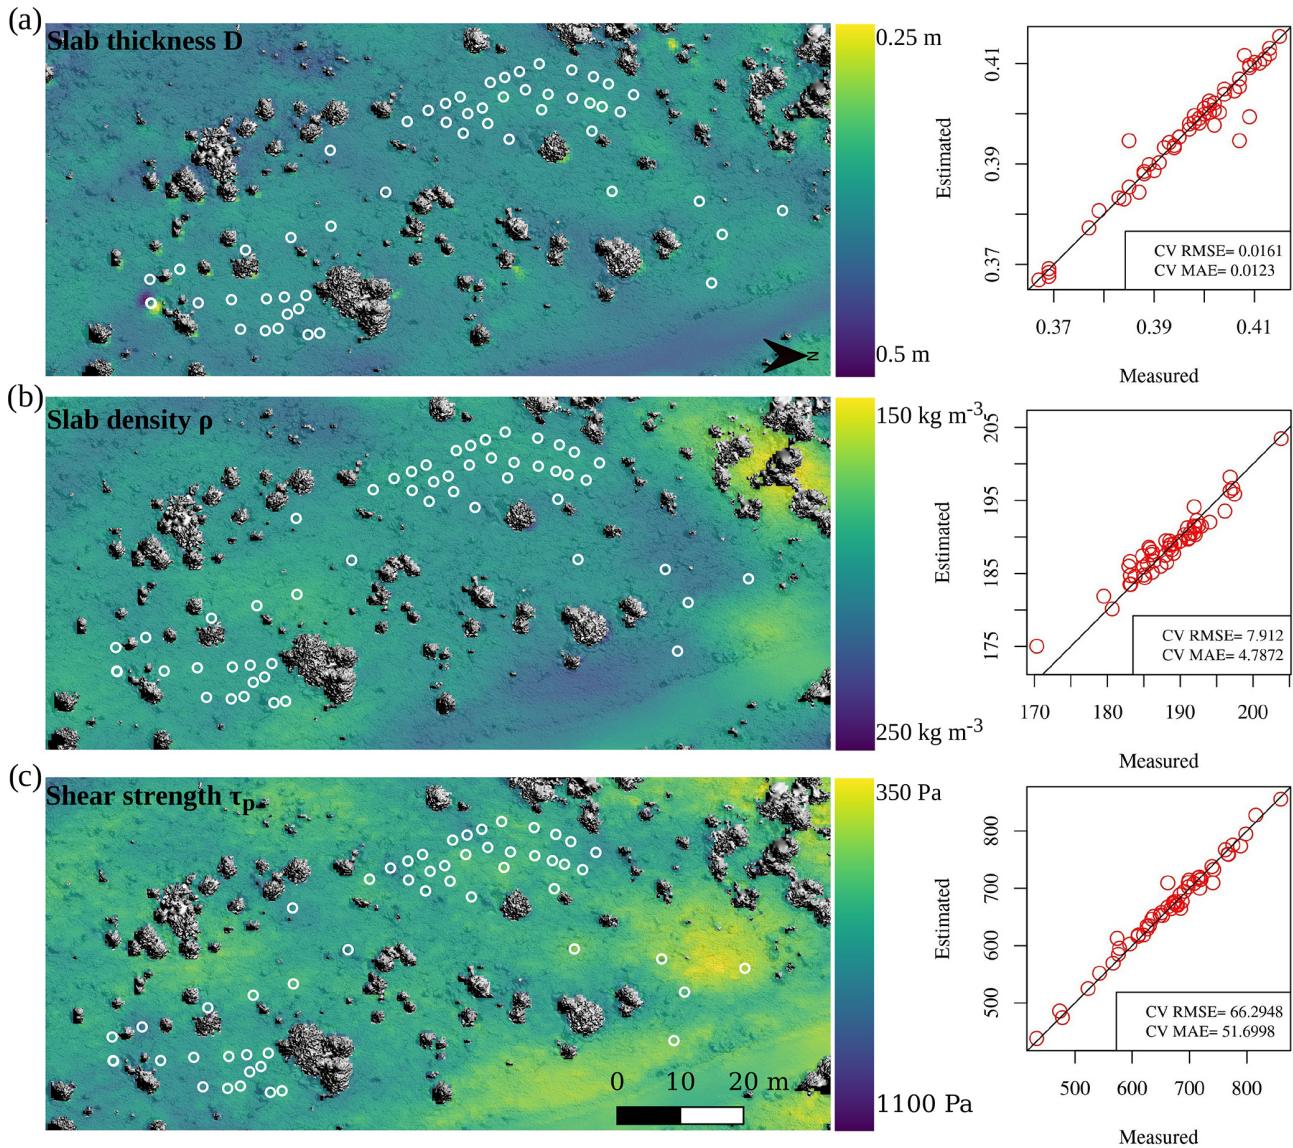 (a)
Slab thickness D
0.25 m
0.5 m
N
Estimated
0.41
0.39
0.37
CV RMSE= 0.0161
CV MAE= 0.0123
0.37 0.39 0.41
Measured
(b)
Slab density ρ
150 kg m-3
250 kg m-3
Estimated
205
195
185
175
CV RMSE= 7.912
CV MAE= 4.7872
170 180 190 200
Measured
(c)
Shear strength τp
350 Pa
1100 Pa
0 10 20 m
Estimated
800
700
600
500
CV RMSE= 66.2948
CV MAE= 51.6998
500 600 700 800
Measured